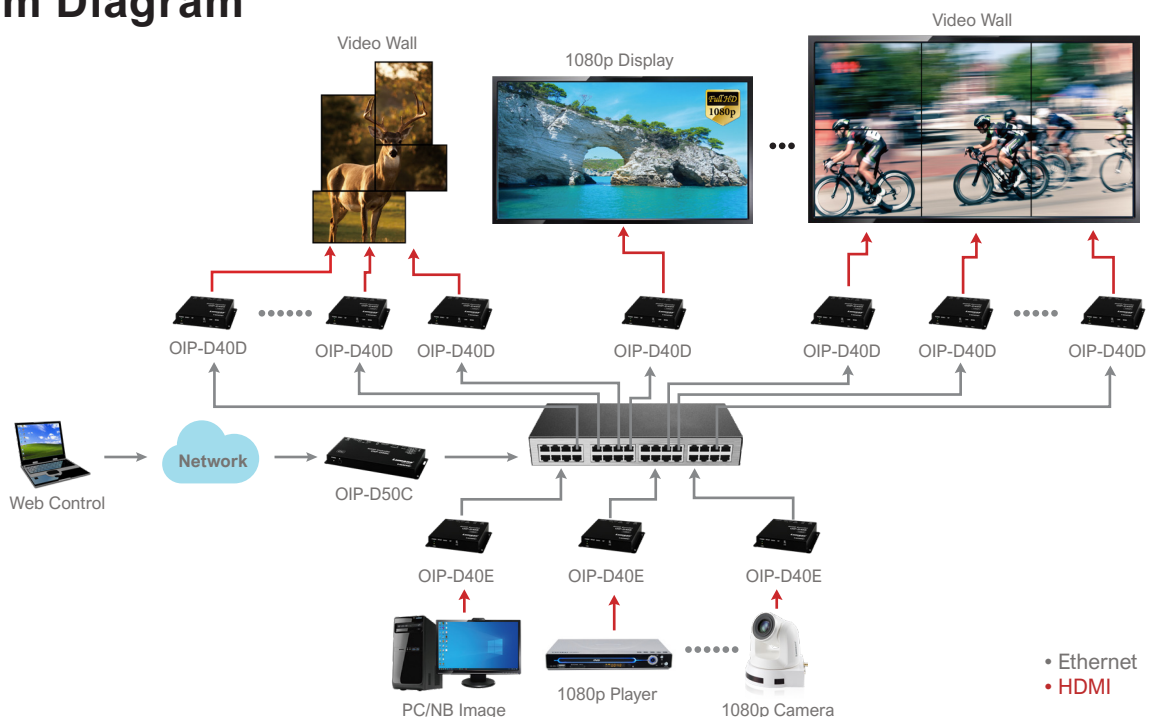 m Diagram
Video Wall
1080p Display
Video Wall
Full HD
1080p
OIP-D40D
OIP-D40D
OIP-D40D
OIP-D40D
OIP-D40D
OIP-D40D
OIP-D40D
Web Control
Network
OIP-D50C
OIP-D40E
OIP-D40E
OIP-D40E
PC/NB Image
1080p Player
1080p Camera
• Ethernet
• HDMI